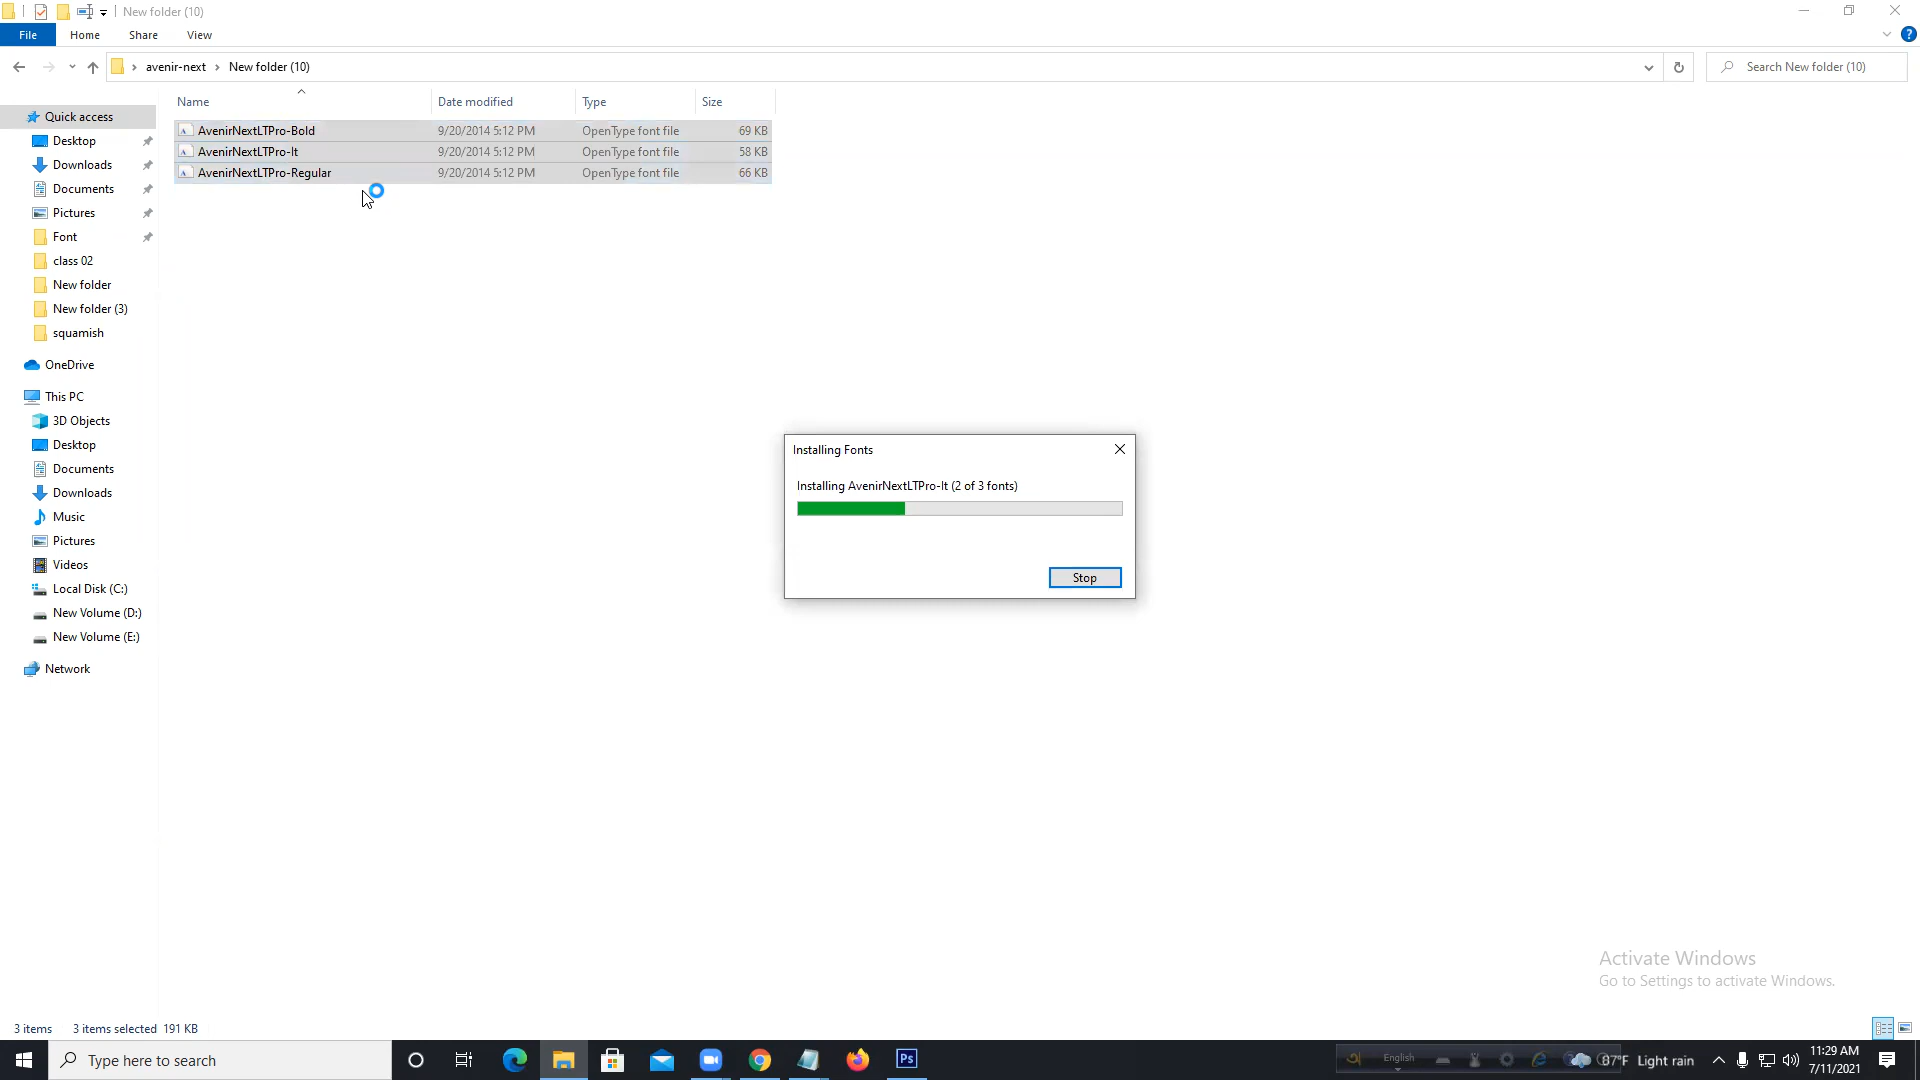 New folder (10)
File Home Share View
avenir-next New folder (10)
Search New folder (10)
Name Date modified Type Size
AvenirNextLTPro-Bold 9/20/2014 5:12 PM OpenType font file 69 KB
AvenirNextLTPro-It 9/20/2014 5:12 PM OpenType font file 58 KB
AvenirNextLTPro-Regular 9/20/2014 5:12 PM OpenType font file 66 KB
Quick access
Desktop
Downloads
Documents
Pictures
Font
class 02
New folder
New folder (3)
squamish
OneDrive
This PC
3D Objects
Desktop
Documents
Downloads
Music
Pictures
Videos
Local Disk (C:)
New Volume (D:)
New Volume (E:)
Network
Installing Fonts
Installing AvenirNextLTPro-It (2 of 3 fonts)
Stop
Activate Windows
Go to Settings to activate Windows.
3 items 3 items selected 191 KB
Type here to search
Ps
English
87°F Light rain
11:29 AM
7/11/2021